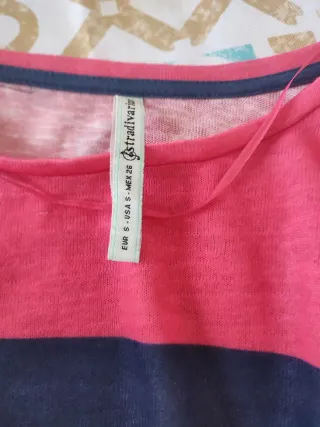 stradivarius
EUR S - USA S - MEX 26